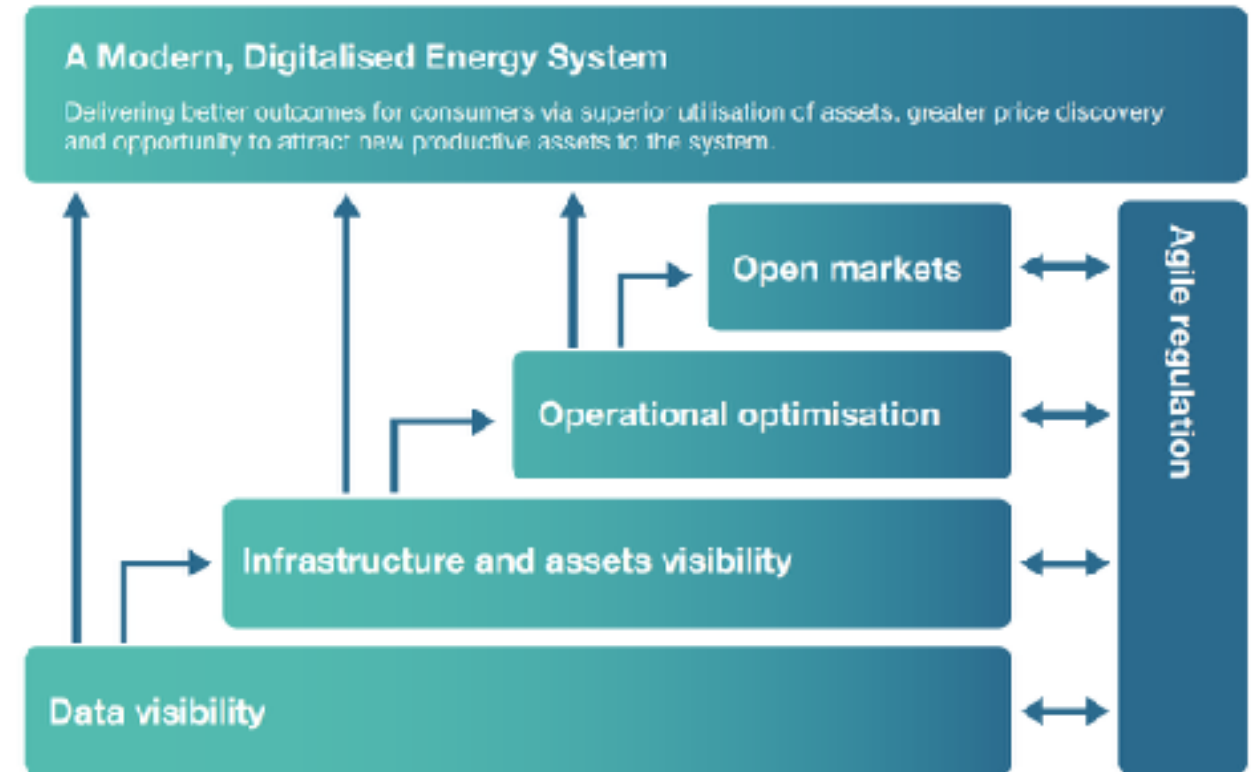 A Modern, Digitalised Energy System
Delivering better outcomes for consumers via superior utilisation of assets, greater price discovery
and opportunity to attract new productive assets to the system.
Open markets
Agile regulation
Operational optimisation
Infrastructure and assets visibility
Data visibility